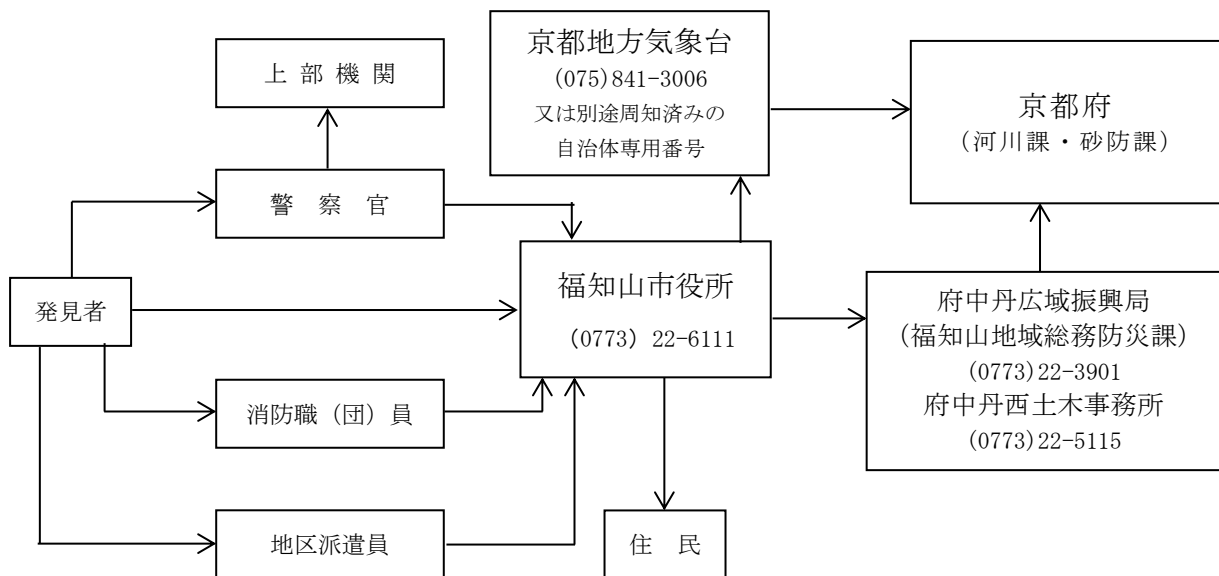 京都地方気象台
(075)841-3006
又は別途周知済みの
自治体専用番号
京都府
（河川課・砂防課）
上 部 機 関
警 察 官
発見者
福知山市役所
(0773) 22-6111
府中丹広域振興局
（福知山地域総務防災課）
(0773)22-3901
府中丹西土木事務所
(0773)22-5115
消防職（団）員
地区派遣員
住 民